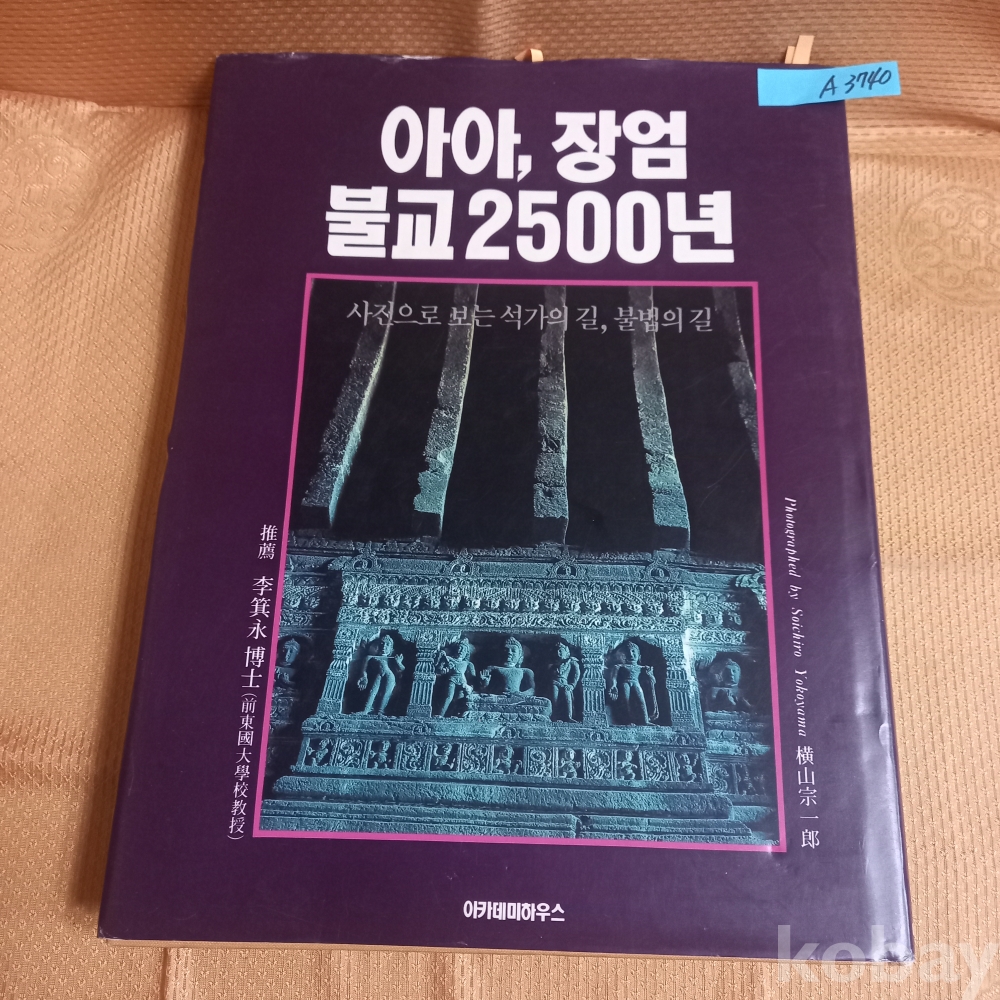 A 3740
아아, 장엄
불교 2500년
사진으로 보는 석가의 길, 불법의 길
推薦 李箕永 博士 (前東國大學校教授)
Photographed by Soichiro Yokoyama 横山宗一郎
아카데미하우스
kobay